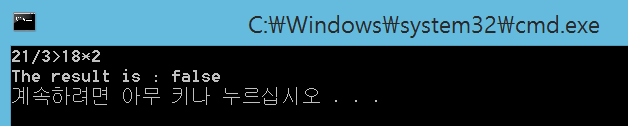 C:₩Windows₩system32₩cmd.exe
21/3>18*2
The result is : false
계속하려면 아무 키나 누르십시오 . . .